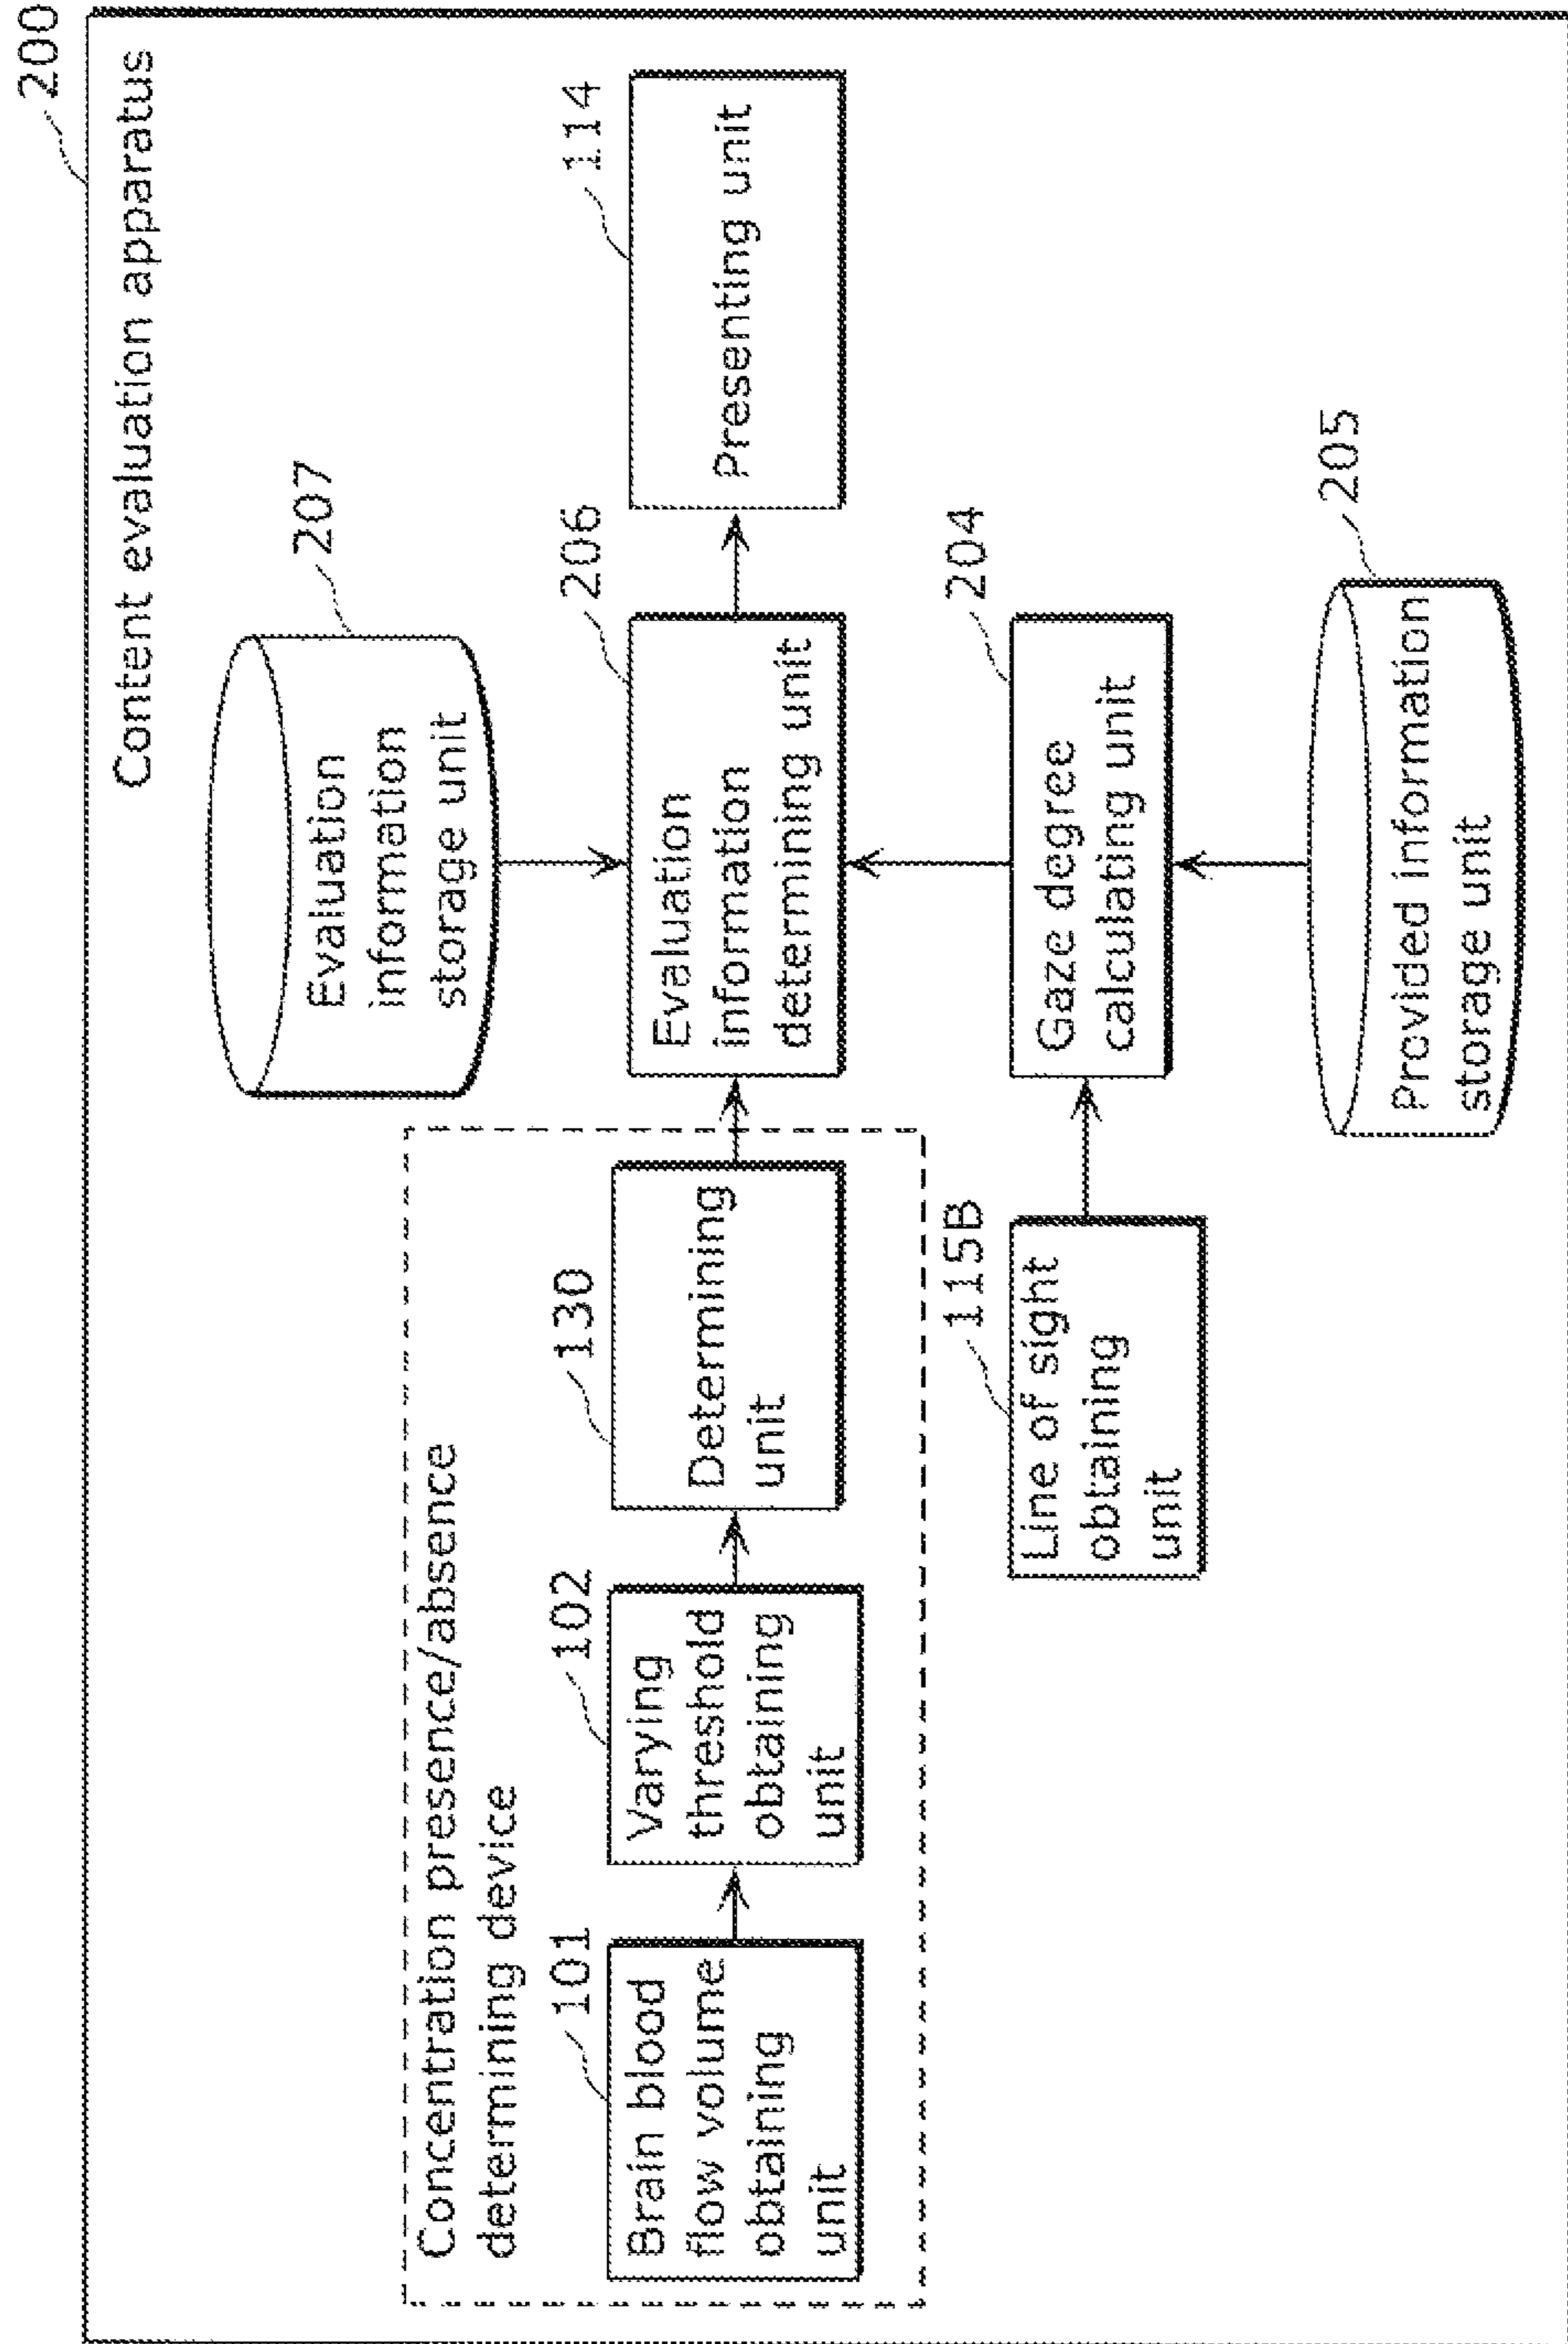 200
Content evaluation apparatus
207
Evaluation
information
storage unit
Concentration presence/absence
determining device
101
Brain blood
flow volume
obtaining
unit
102
Varying
threshold
obtaining
unit
130
Determining
unit
206
Evaluation
information
determining unit
114
Presenting unit
115B
Line of sight
obtaining
unit
204
Gaze degree
calculating unit
205
Provided information
storage unit